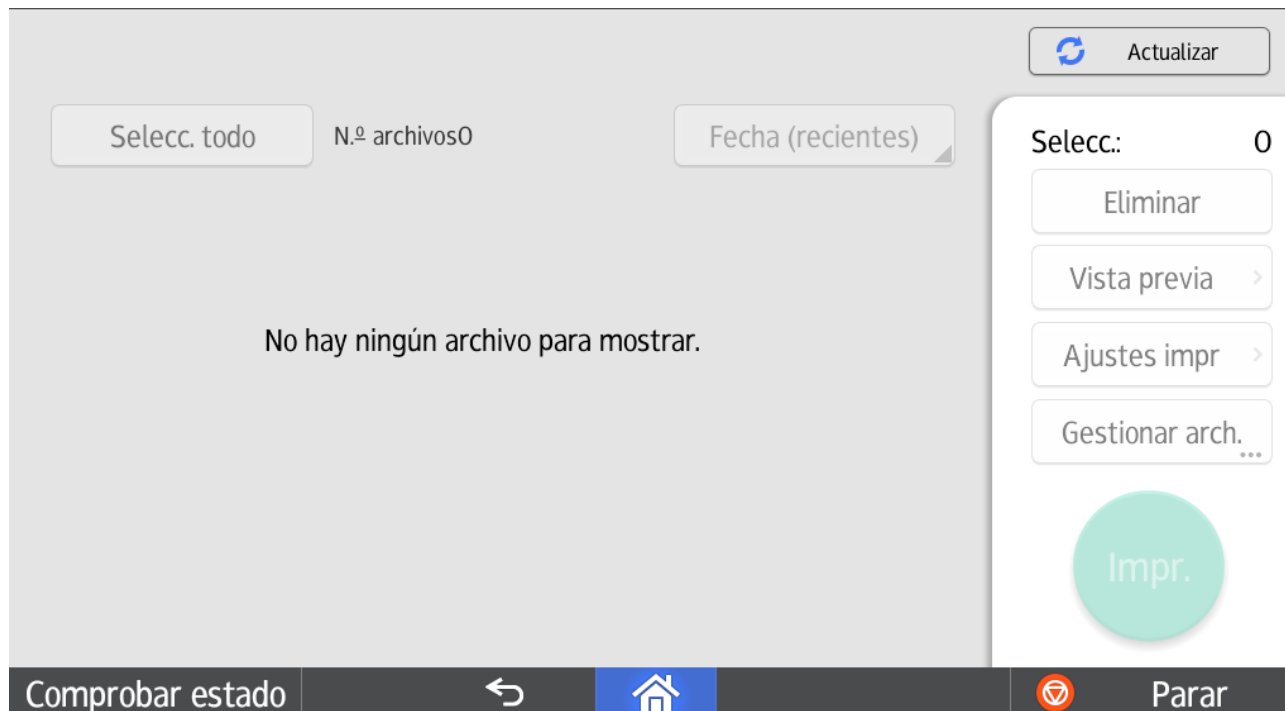 Actualizar
Selecc. todo
N.º archivos0
Fecha (recientes)
Selecc.: 0
Eliminar
Vista previa
No hay ningún archivo para mostrar.
Ajustes impr
Gestionar arch.
Impr.
Comprobar estado
Parar